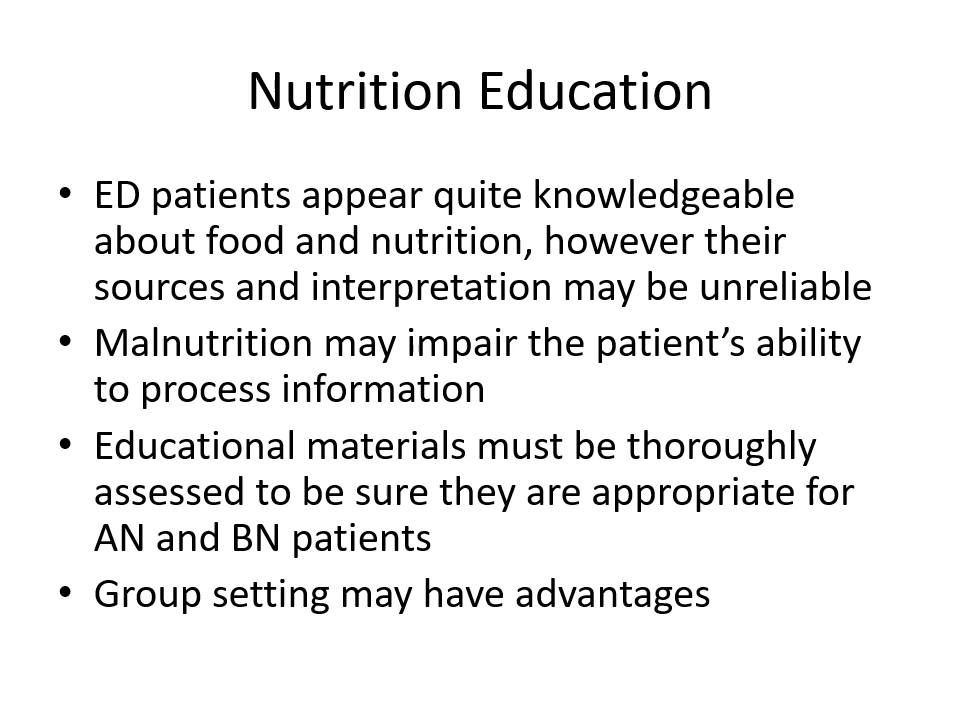 Nutrition Education
• ED patients appear quite knowledgeable
about food and nutrition, however their
sources and interpretation may be unreliable
• Malnutrition may impair the patient’s ability
to process information
• Educational materials must be thoroughly
assessed to be sure they are appropriate for
AN and BN patients
• Group setting may have advantages